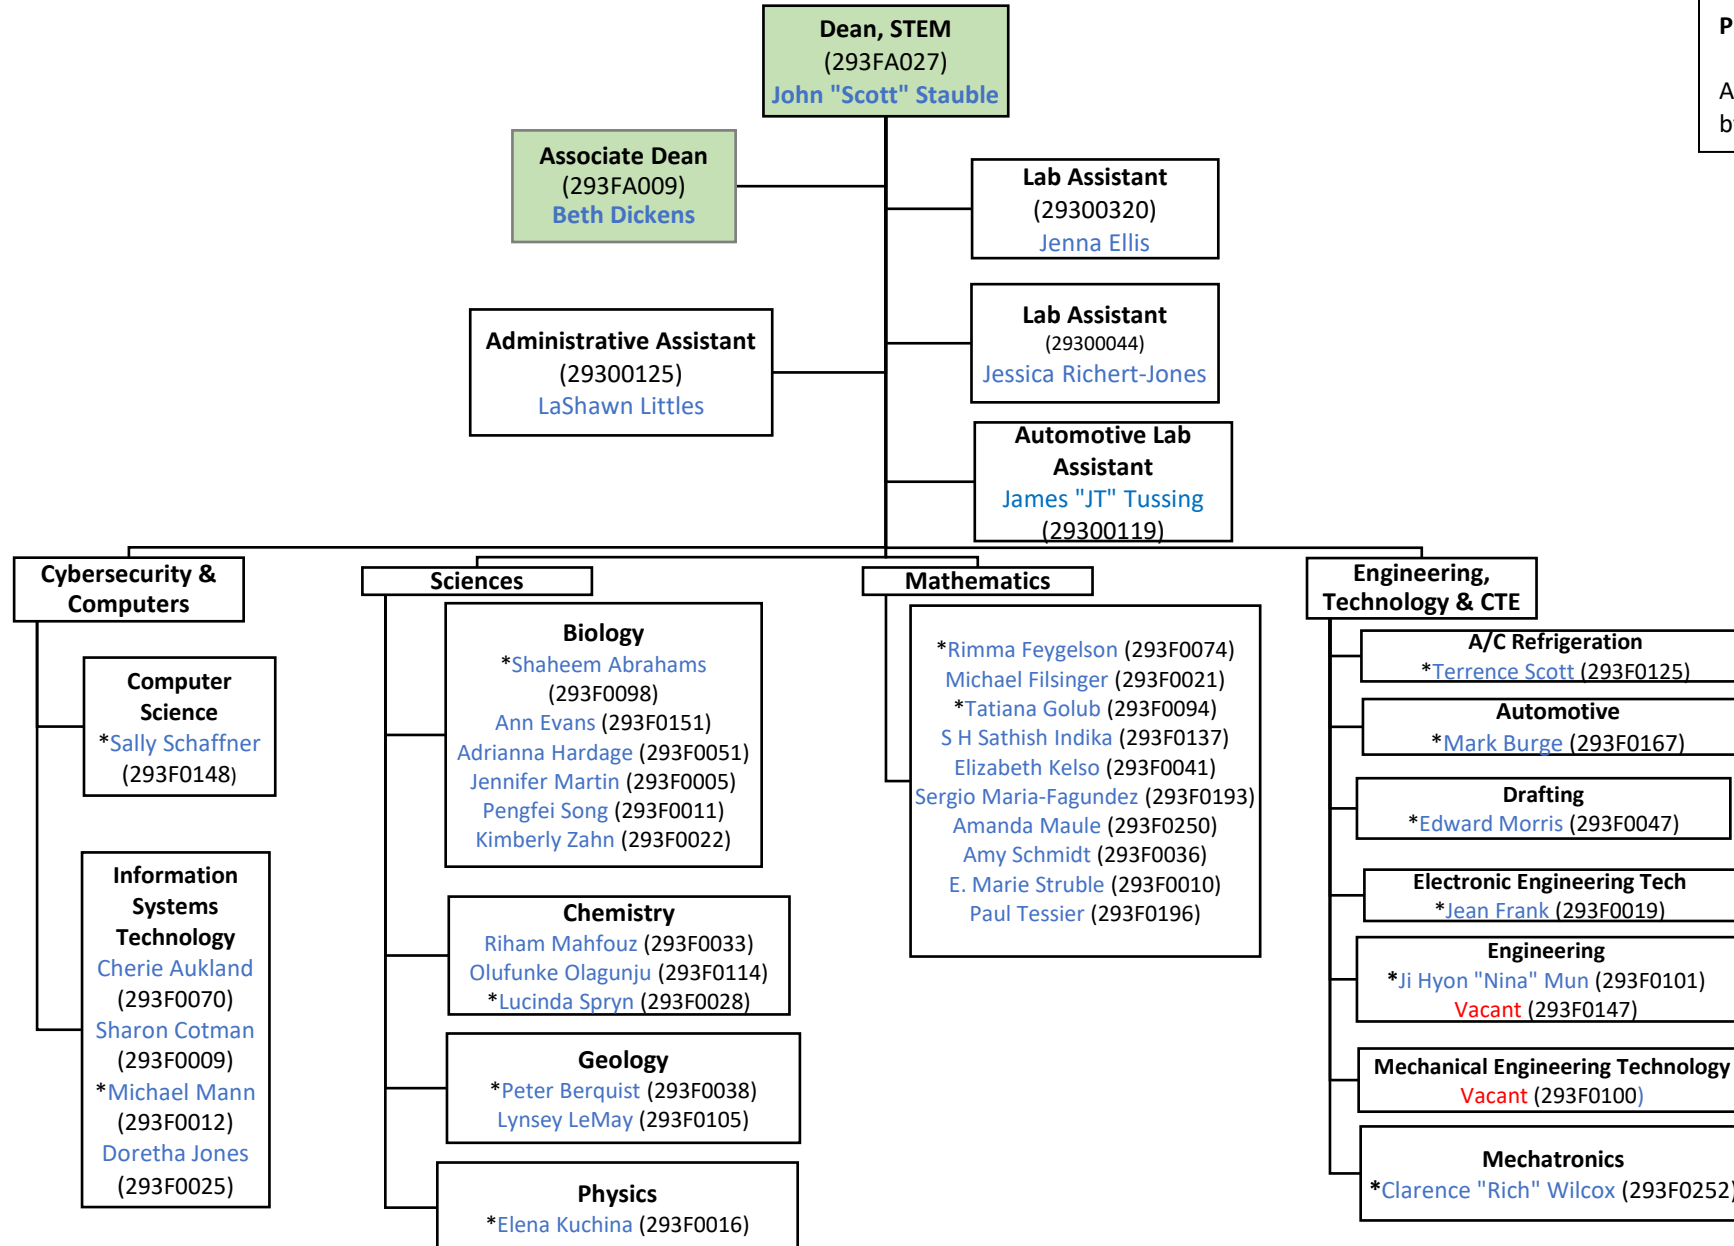 Dean, STEM
(293FA027)
John "Scott" Stauble
P
A
b
Associate Dean
(293FA009)
Beth Dickens
Lab Assistant
(29300320)
Jenna Ellis
Administrative Assistant
(29300125)
LaShawn Littles
Lab Assistant
(29300044)
Jessica Richert-Jones
Automotive Lab
Assistant
James "JT" Tussing
(29300119)
Cybersecurity &
Computers
Computer
Science
*Sally Schaffner
(293F0148)
Information
Systems
Technology
Cherie Aukland
(293F0070)
Sharon Cotman
(293F0009)
*Michael Mann
(293F0012)
Doretha Jones
(293F0025)
Sciences
Biology
*Shaheem Abrahams
(293F0098)
Ann Evans (293F0151)
Adrianna Hardage (293F0051)
Jennifer Martin (293F0005)
Pengfei Song (293F0011)
Kimberly Zahn (293F0022)
Chemistry
Riham Mahfouz (293F0033)
Olufunke Olagunju (293F0114)
*Lucinda Spryn (293F0028)
Geology
*Peter Berquist (293F0038)
Lynsey LeMay (293F0105)
Physics
*Elena Kuchina (293F0016)
Mathematics
*Rimma Feygelson (293F0074)
Michael Filsinger (293F0021)
*Tatiana Golub (293F0094)
S H Sathish Indika (293F0137)
Elizabeth Kelso (293F0041)
Sergio Maria-Fagundez (293F0193)
Amanda Maule (293F0250)
Amy Schmidt (293F0036)
E. Marie Struble (293F0010)
Paul Tessier (293F0196)
Engineering,
Technology & CTE
A/C Refrigeration
*Terrence Scott (293F0125)
Automotive
*Mark Burge (293F0167)
Drafting
*Edward Morris (293F0047)
Electronic Engineering Tech
*Jean Frank (293F0019)
Engineering
*Ji Hyon "Nina" Mun (293F0101)
Vacant (293F0147)
Mechanical Engineering Technology
Vacant (293F0100)
Mechatronics
*Clarence "Rich" Wilcox (293F0252)